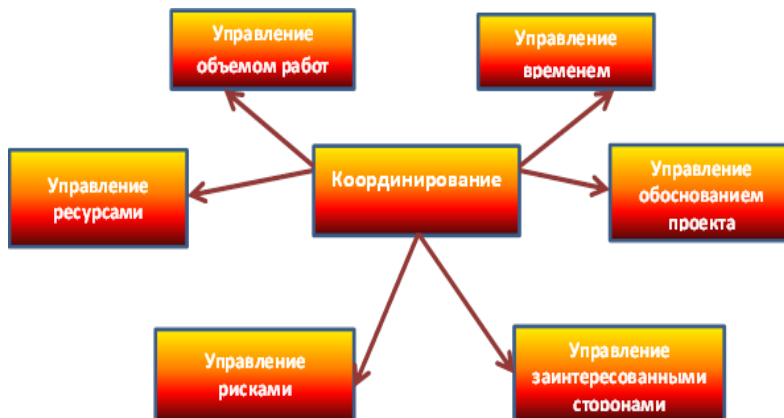 Управление
объемом работ
Управление
временем
Управление
ресурсами
Координирование
Управление
обоснованием
проекта
Управление
рисками
Управление
заинтересованными
сторонами